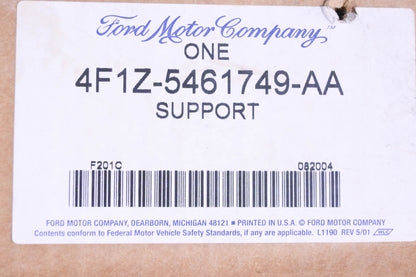 Ford Motor Company
ONE
4F1Z-5461749-AA
SUPPORT
F201C 082004
FORD MOTOR COMPANY, DEARBORN, MICHIGAN 48121 ■ PRINTED IN U.S.A. © FORD MOTOR COMPANY
Contents conform to Federal Motor Vehicle Safety Standards, if any are applicable. L1190 REV 5/01